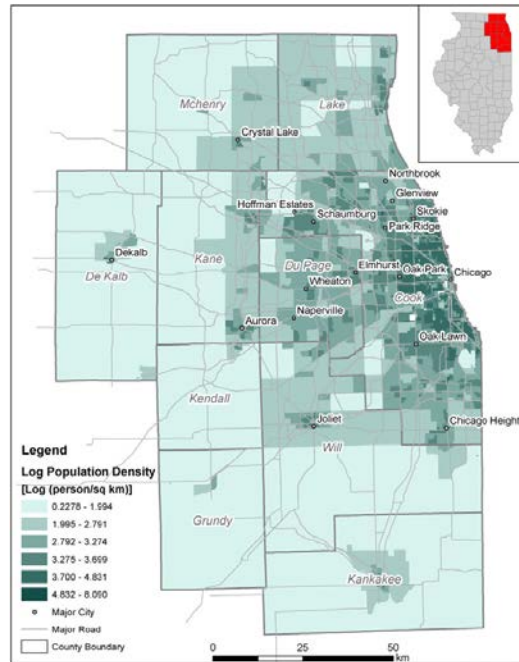 Mchenry
Lake
Crystal Lake
Northbrook
Glenview
Hoffman Estates
Schaumburg
Skokie
Park Ridge
Dekalb
De Kalb
Kane
Du Page
Elmhurst
Oak Park
Chicago
Wheaton
Cook
Aurora
Naperville
Oak Lawn
Kendall
Joliet
Chicago Height
Will
Grundy
Kankakee
Legend
Log Population Density
[Log (person/sq km)]
0.2278 - 1.994
1.995 - 2.791
2.792 - 3.274
3.275 - 3.699
3.700 - 4.831
4.832 - 8.050
Major City
Major Road
County Boundary
0 25 50
km